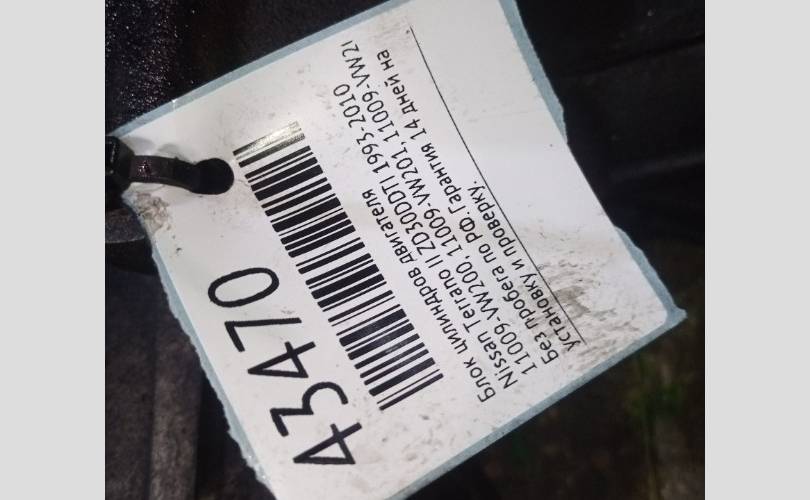 43470
Блок цилиндров двигателя
Nissan Terrano II ZD30DDTI 1993-2010
11009-VW200, 11009-VW201, 11009-VW2I
Без пробега по РФ. Гарантия 14 дней на
установку и проверку.